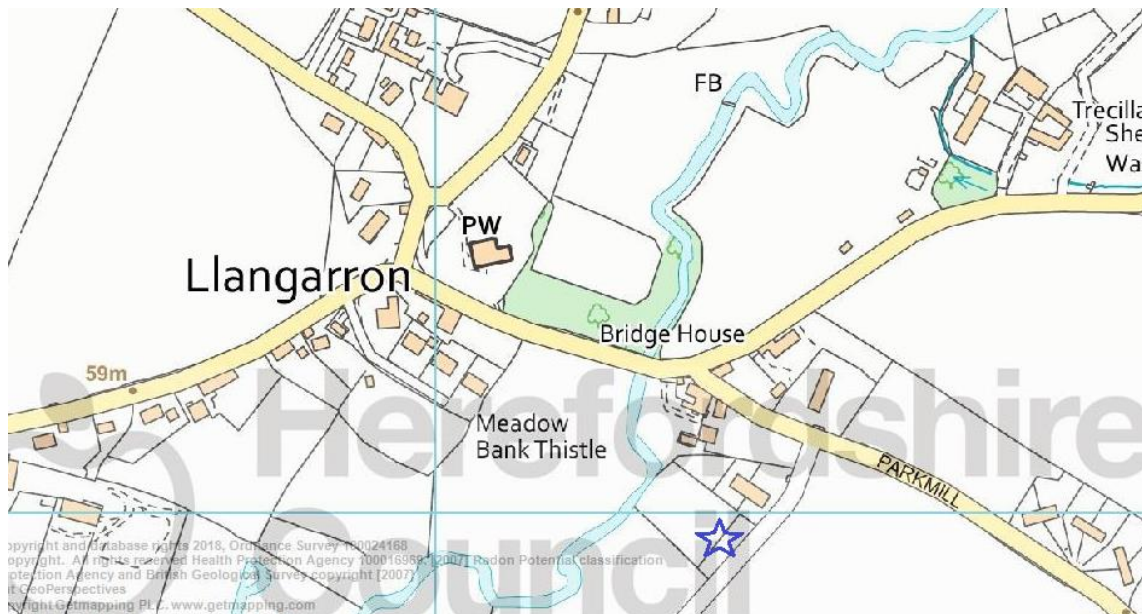 FB
Trecilla
She
Wa
PW
Llangarron
Bridge House
59m
Meadow
Bank Thistle
PARKMILL
Herefordshire
Council
opyright and database rights 2018, Ordnance Survey 100024168
opyright. All rights reserved Health Protection Agency 100016969. [2007] Radon Potential classification
otection Agency and British Geological Survey copyright [2007]
t GeoPerspectives
yright Getmapping PLC. www.getmapping.com